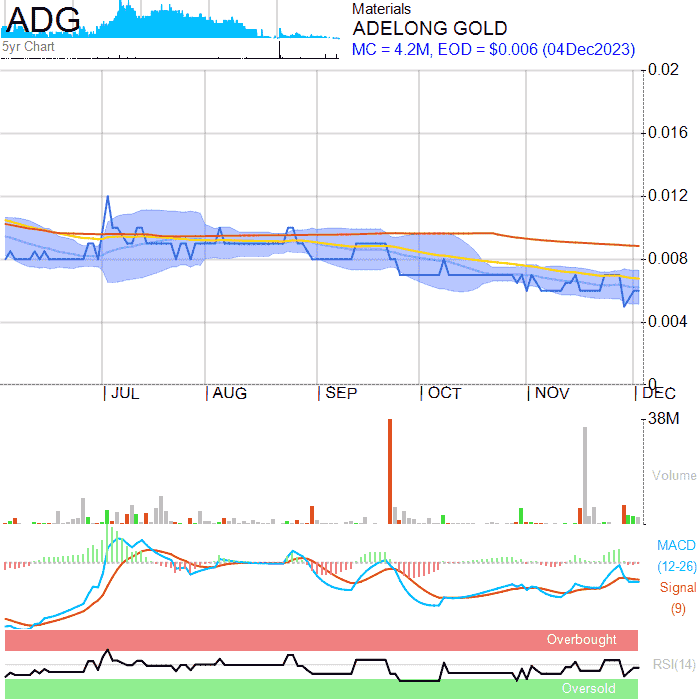 ADG
5yr Chart
Materials
ADELONG GOLD
MC = 4.2M, EOD = $0.006 (04Dec2023)
0.02
0.016
0.012
0.008
0.004
0
JUL
AUG
SEP
OCT
NOV
DEC
38M
Volume
MACD
(12-26)
Signal
(9)
Overbought
RSI(14)
Oversold